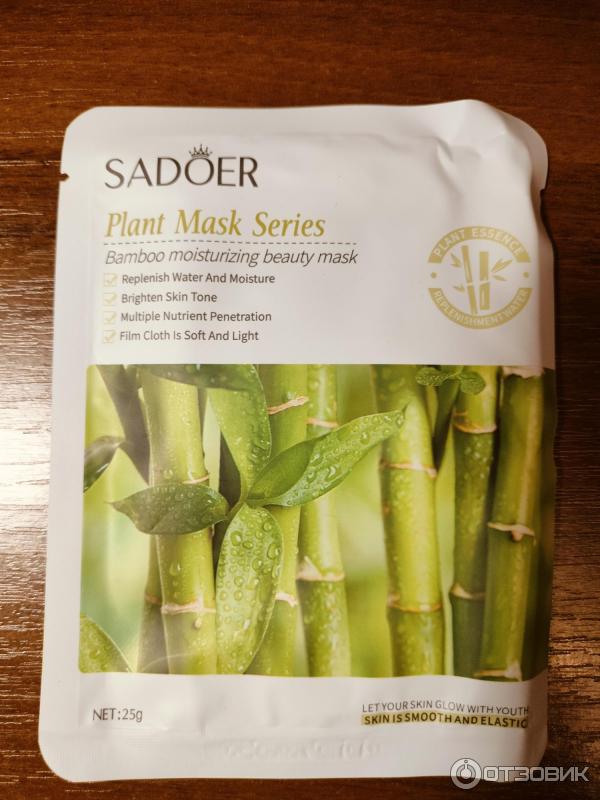 SADOER
Plant Mask Series
Bamboo moisturizing beauty mask
Replenish Water And Moisture
Brighten Skin Tone
Multiple Nutrient Penetration
Film Cloth Is Soft And Light
PLANT ESSENCE
REPLENISHMENT WATER
NET:25g
LET YOUR SKIN GLOW WITH YOUTH
SKIN IS SMOOTH AND ELASTIC
ОТЗОВИК